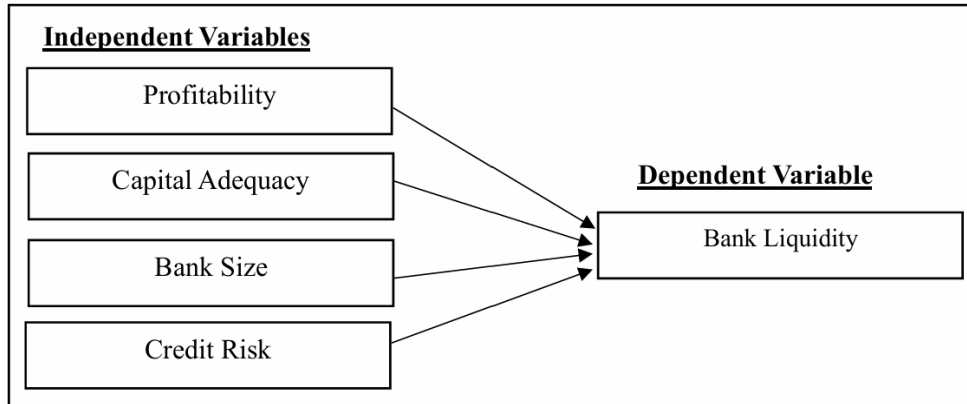 Independent Variables
Profitability
Capital Adequacy
Bank Size
Credit Risk
Dependent Variable
Bank Liquidity